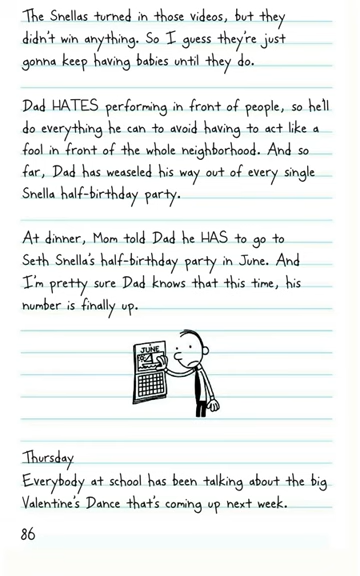 The Snellas turned in those videos, but they
didn't win anything. So I guess they're just
gonna keep having babies until they do.
Dad HATES performing in front of people, so he'll
do everything he can to avoid having to act like a
fool in front of the whole neighborhood. And so
far, Dad has weaseled his way out of every single
Snella half-birthday party.
At dinner, Mom told Dad he HAS to go to
Seth Snella's half-birthday party in June. And
I'm pretty sure Dad knows that this time, his
number is finally up.
JUNE
Thursday
Everybody at school has been talking about the big
Valentine's Dance that's coming up next week.
86